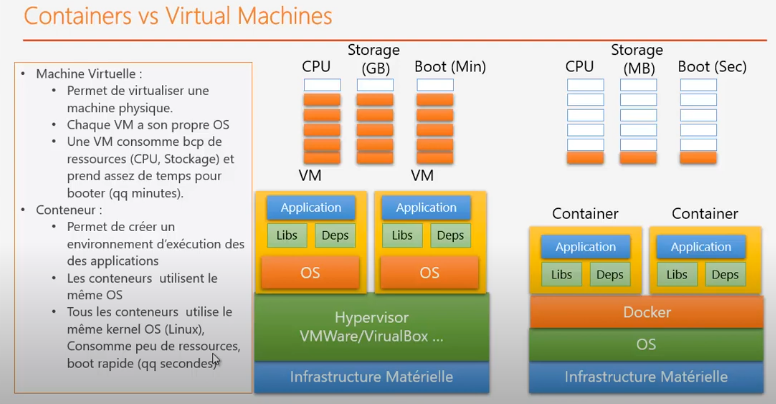 Containers vs Virtual Machines
• Machine Virtuelle :
• Permet de virtualiser une
machine physique.
• Chaque VM a son propre OS
• Une VM consomme bcp de
ressources (CPU, Stockage) et
prend assez de temps pour
booter (qq minutes).
• Conteneur :
• Permet de créer un
environnement d'exécution des
des applications
• Les conteneurs utilisent le
même OS
• Tous les conteneurs utilise le
même kernel OS (Linux),
Consomme peu de ressources,
boot rapide (qq secondes)
CPU
Storage
(GB)
Boot (Min)
VM
VM
Application
Libs
Deps
OS
Application
Libs
Deps
OS
Hypervisor
VMWare/VirualBox ...
Infrastructure Matérielle
CPU
Storage
(MB)
Boot (Sec)
Container
Container
Application
Libs
Deps
Application
Libs
Deps
Docker
OS
Infrastructure Matérielle